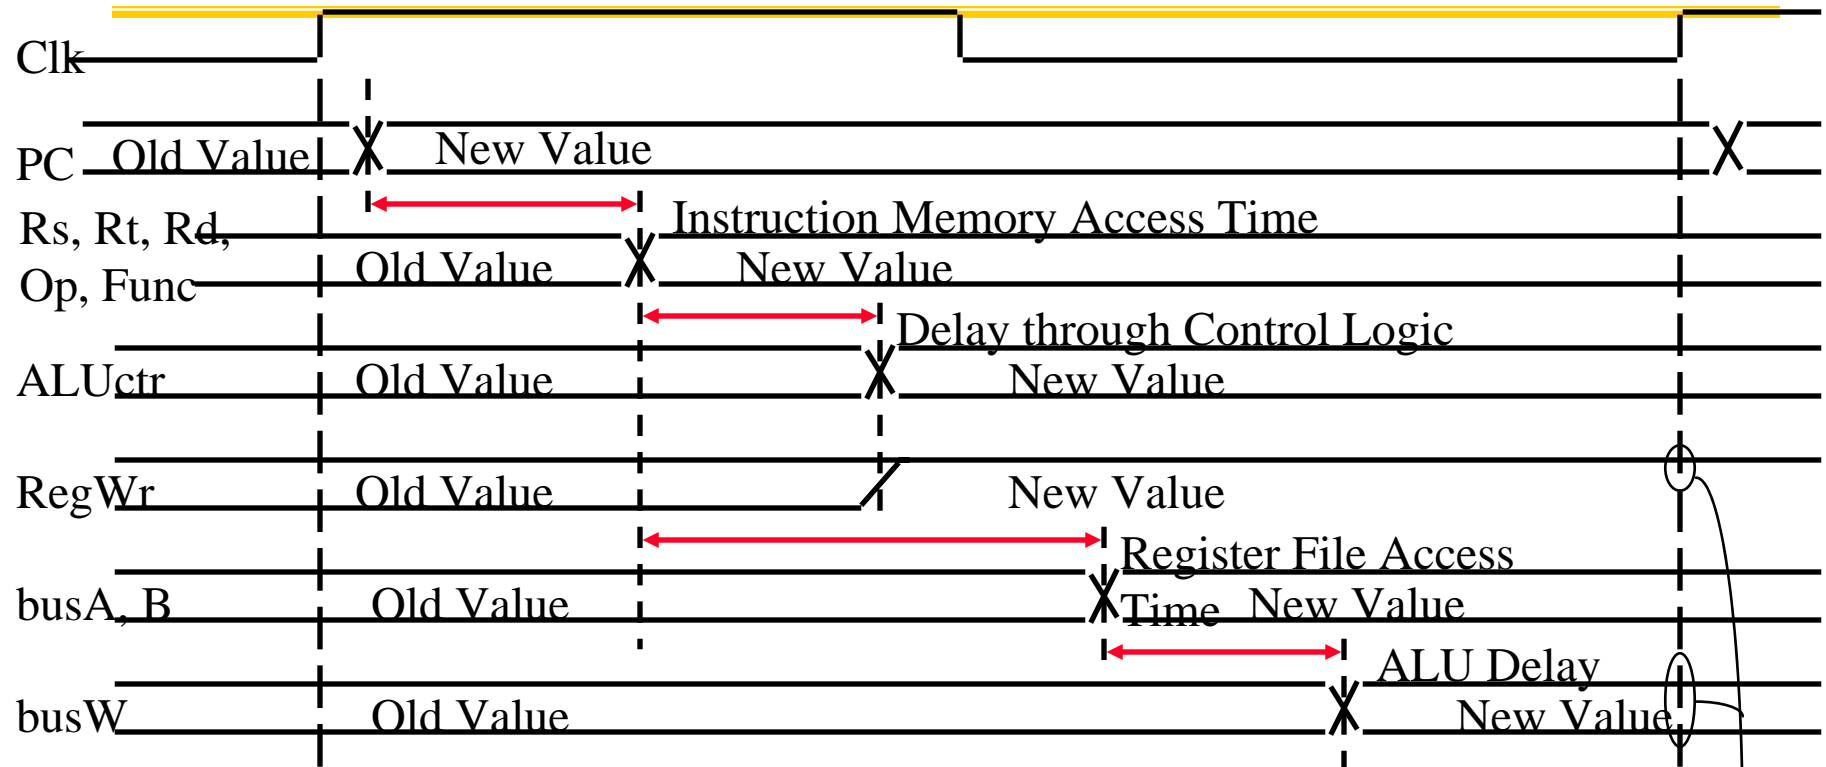 Clk
PC Old Value New Value
Rs, Rt, Rd, Instruction Memory Access Time
Op, Func Old Value New Value
Delay through Control Logic
ALUctr Old Value New Value
RegWr Old Value New Value
Register File Access
busA, B Old Value Time New Value
ALU Delay
busW Old Value New Value